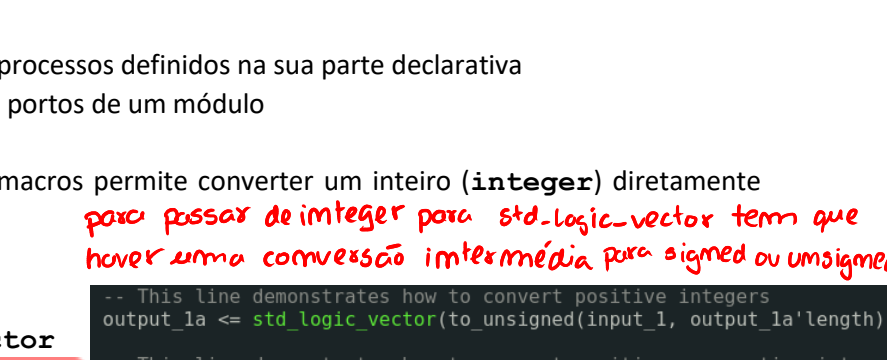 processos definidos na sua parte declarativa
portos de um módulo
macros permite converter um inteiro (integer) diretamente
para passar de integer para std_logic_vector tem que
haver uma conversão intermédia para signed ou unsigned
-- This line demonstrates how to convert positive integers
output_1a <= std_logic_vector(to_unsigned(input_1, output_1a'length)
ctor